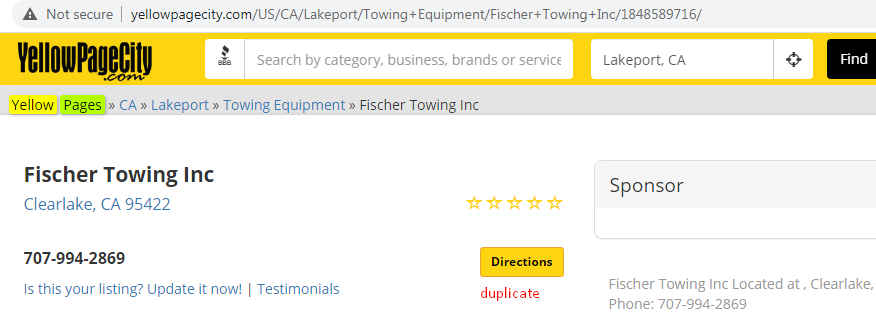 Not secure | yellowpagecity.com/US/CA/Lakeport/Towing+Equipment/Fischer+Towing+Inc/1848589716/
YellowPageCity
.com
BBB
Search by category, business, brands or service
Lakeport, CA
Find
Yellow Pages » CA » Lakeport » Towing Equipment » Fischer Towing Inc
Fischer Towing Inc
Clearlake, CA 95422
707-994-2869
Directions
Is this your listing? Update it now! | Testimonials
duplicate
Sponsor
Fischer Towing Inc Located at , Clearlake,
Phone: 707-994-2869